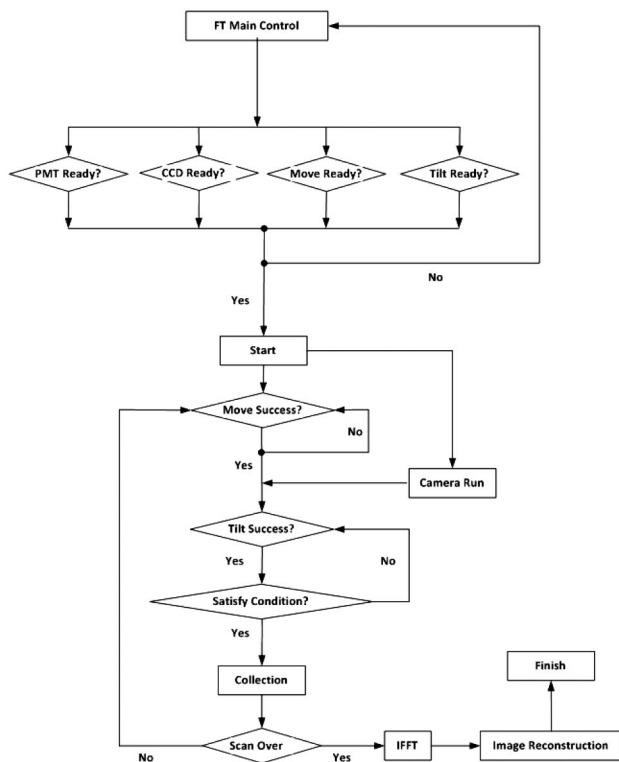 FT Main Control
PMT Ready?
CCD Ready?
Move Ready?
Tilt Ready?
No
Yes
Start
Move Success?
No
Yes
Camera Run
Tilt Success?
Yes
No
Satisfy Condition?
Yes
Finish
Collection
Scan Over
IFFT
Image Reconstruction
No
Yes